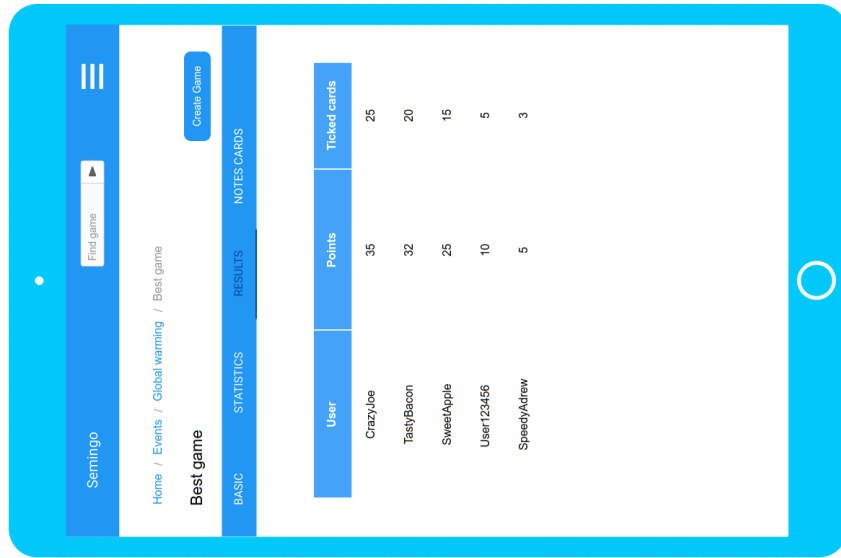 Semingo
Find game
Home / Events / Global warming / Best game
Best game
Create Game
BASIC STATISTICS RESULTS NOTES CARDS
User Points Ticked cards
CrazyJoe 35 25
TastyBacon 32 20
SweetApple 25 15
User123456 10 5
SpeedyAdrew 5 3